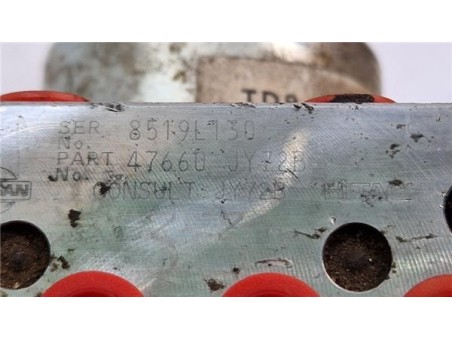 SER. No. 8519L130
PART No. 47660 JY72B
CONSULT JY72B